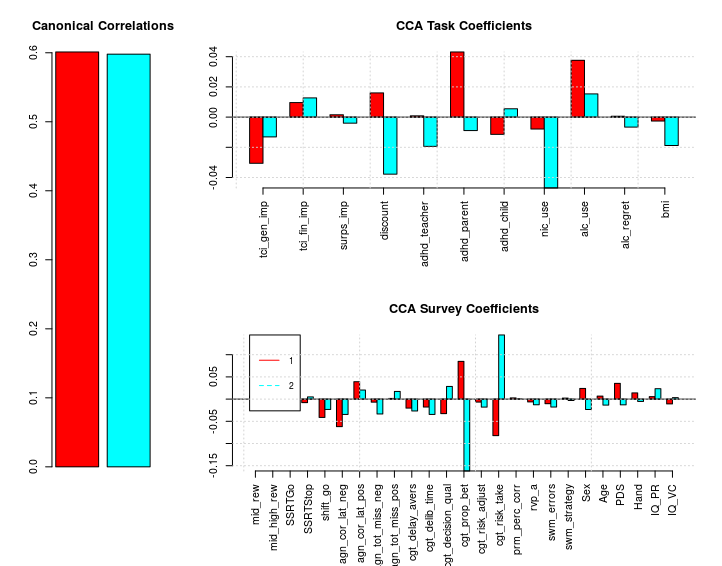 Canonical Correlations
0.0
0.1
0.2
0.3
0.4
0.5
0.6
CCA Task Coefficients
-0.04
0.00
0.02
0.04
tci_gen_imp
tci_fin_imp
surps_imp
discount
adhd_teacher
adhd_parent
adhd_child
nic_use
alc_use
alc_regret
bmi
CCA Survey Coefficients
-0.15
-0.05
0.05
1
2
mid_rew
mid_high_rew
SSRTGo
SSRTStop
shift_go
agn_cor_lat_neg
agn_cor_lat_pos
gn_tot_miss_neg
gn_tot_miss_pos
cgt_delay_avers
cgt_delib_time
cgt_decision_qual
cgt_prop_bet
cgt_risk_adjust
cgt_risk_take
prm_perc_corr
rvp_a
swm_errors
swm_strategy
Sex
Age
PDS
Hand
IQ_PR
IQ_VC